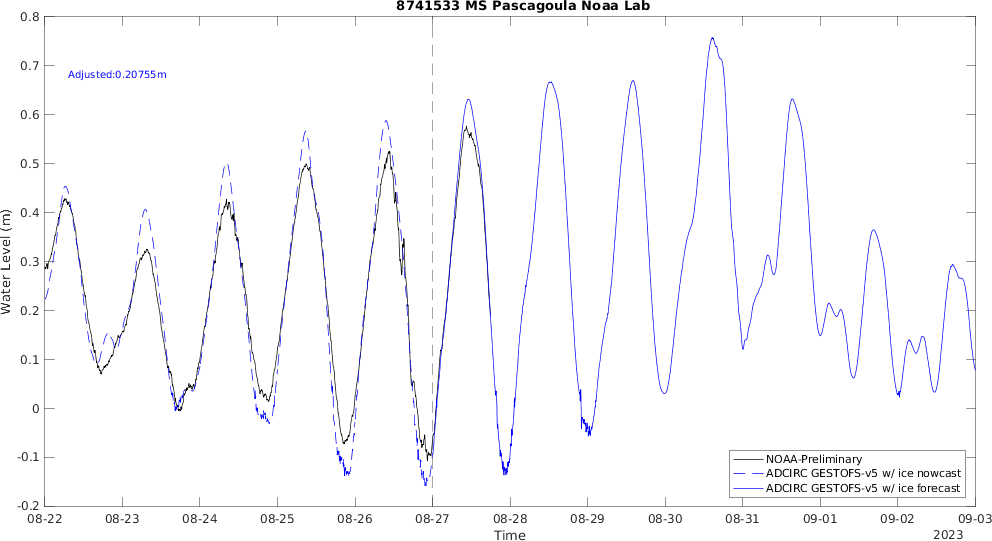 8741533 MS Pascagoula Noaa Lab
Adjusted:0.20755m
Water Level (m)
0.8
0.7
0.6
0.5
0.4
0.3
0.2
0.1
0
-0.1
-0.2
NOAA-Preliminary
ADCIRC GESTOFS-v5 w/ ice nowcast
ADCIRC GESTOFS-v5 w/ ice forecast
08-22 08-23 08-24 08-25 08-26 08-27 08-28 08-29 08-30 08-31 09-01 09-02 09-03
Time
2023